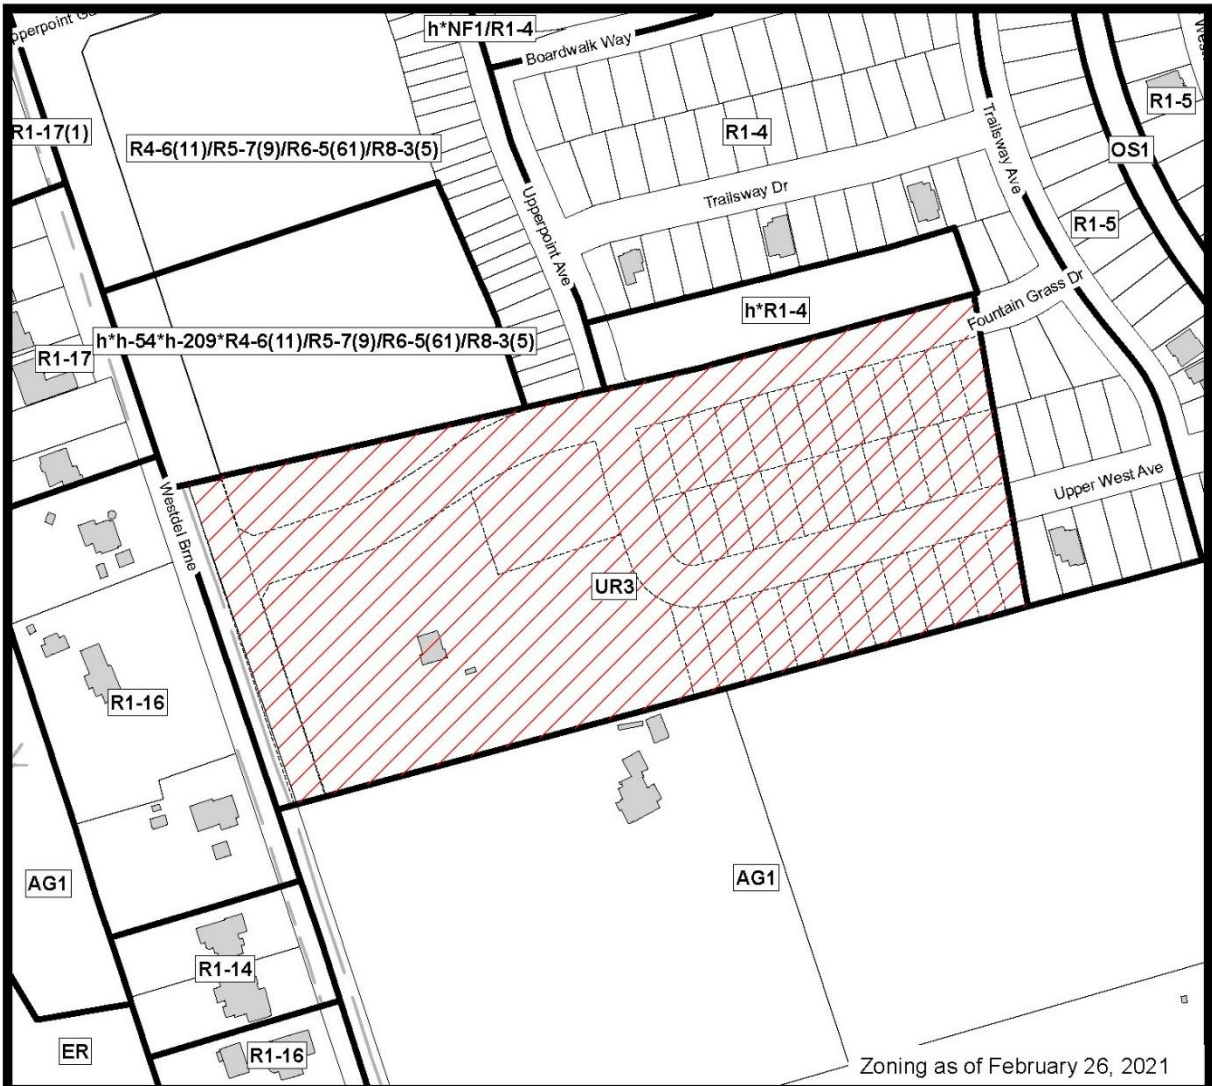 h*NF1/R1-4
Boardwalk Way
R1-5
R1-17(1)
R4-6(11)/R5-7(9)/R6-5(61)/R8-3(5)
R1-4
Trailsway Ave
OS1
Trailsway Dr
Upperpoint Ave
R1-5
h*R1-4
Fountain Grass Dr
h*h-54*h-209*R4-6(11)/R5-7(9)/R6-5(61)/R8-3(5)
R1-17
Westdel Brne
Upper West Ave
UR3
R1-16
AG1
AG1
R1-14
ER
R1-16
Zoning as of February 26, 2021